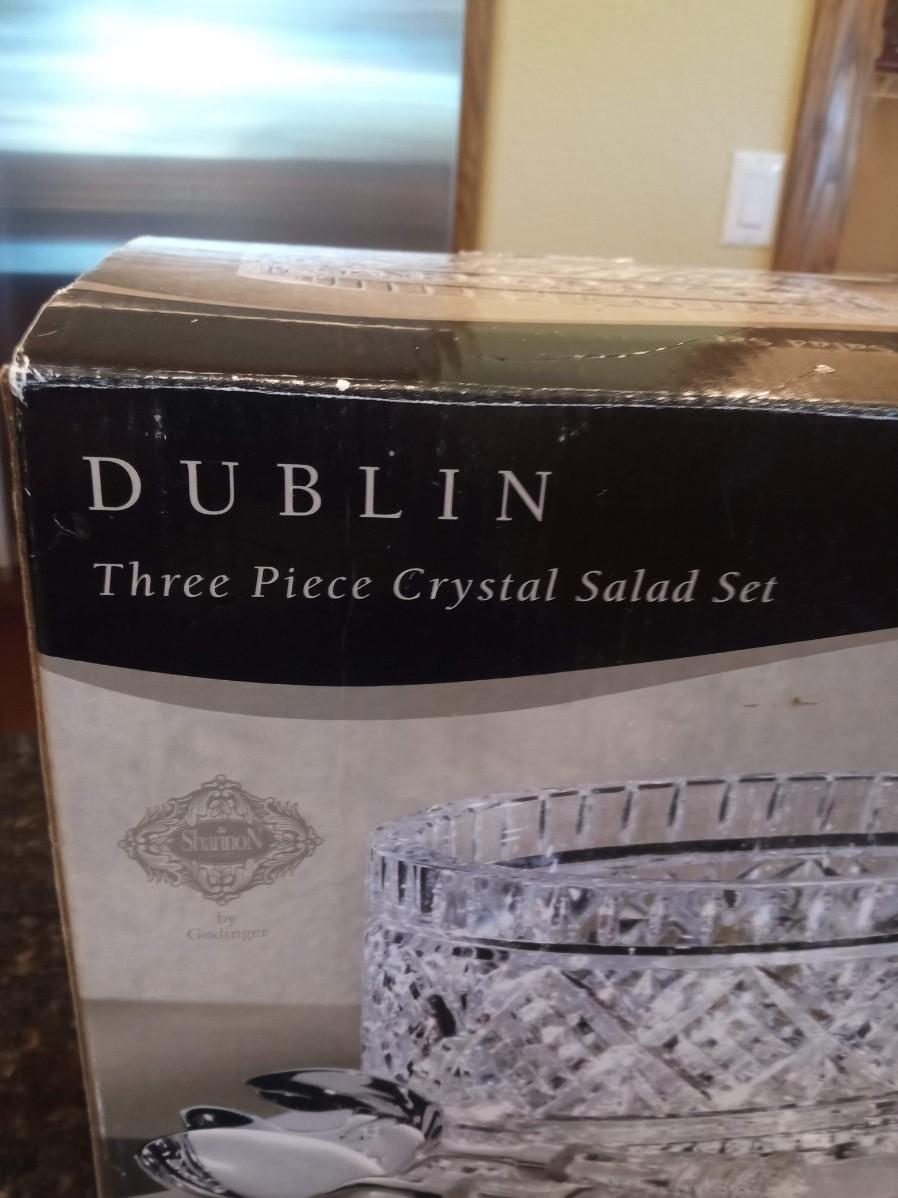 DUBLIN
Three Piece Crystal Salad Set
Shannon
by
Godinger